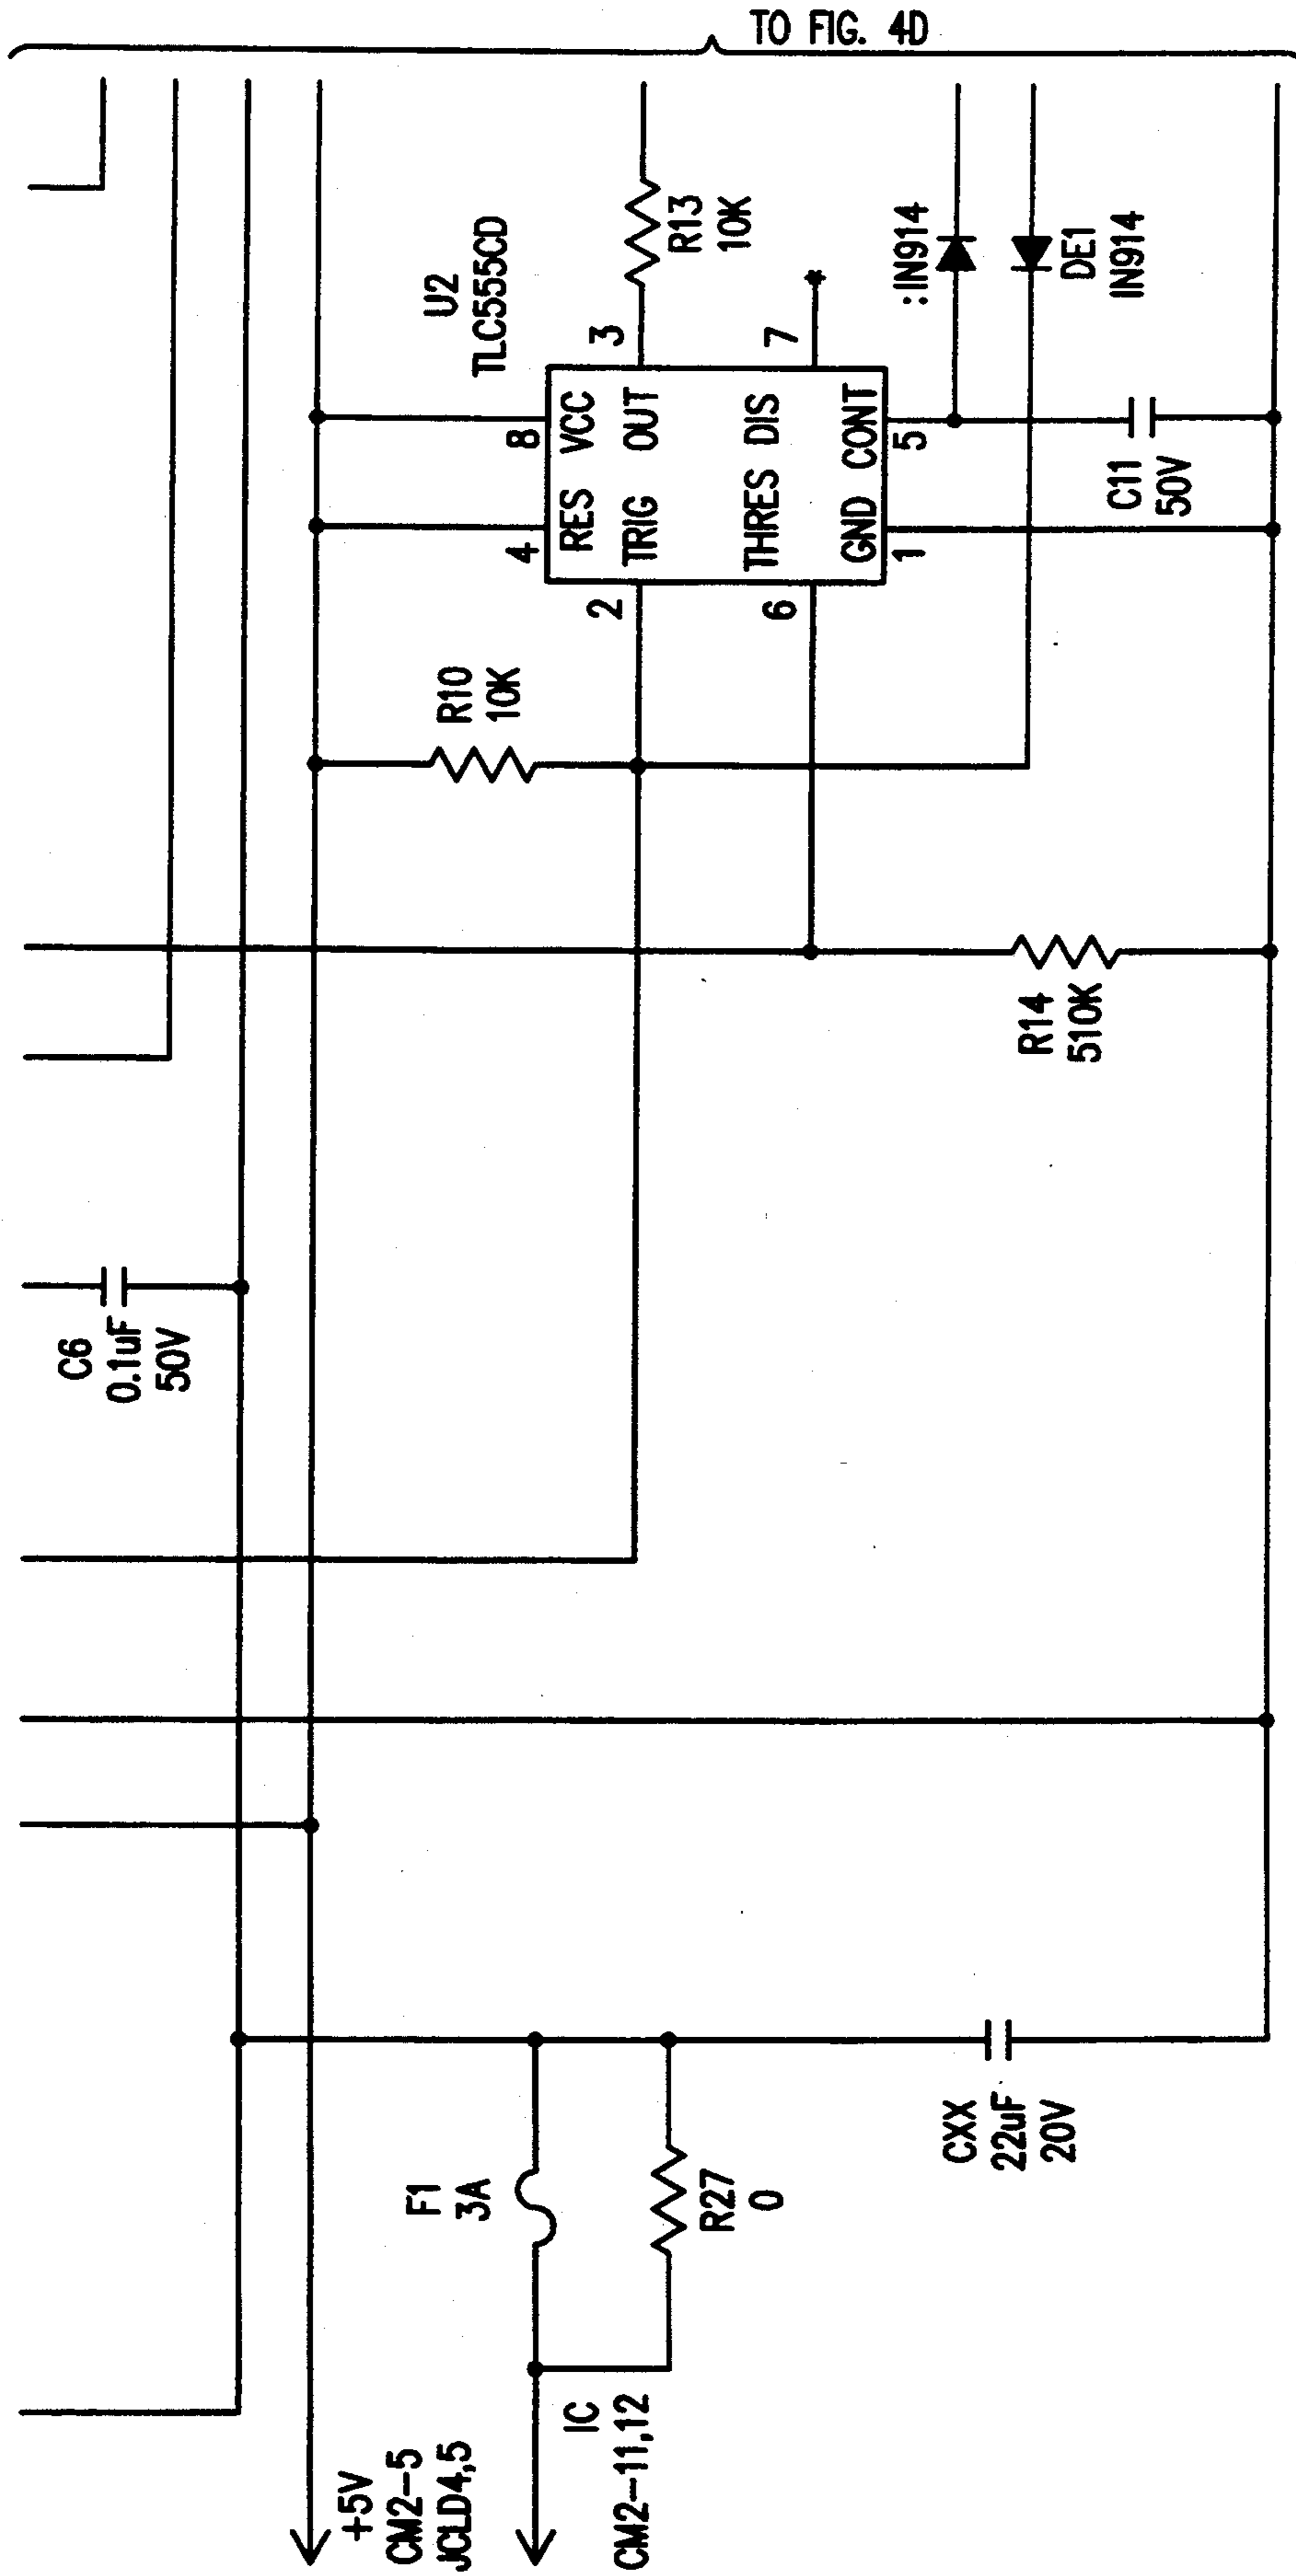 TO FIG. 4D
R13
10K
:IN914
DE1
IN914
U2
TLC555CD
3
7
8
VCC
OUT
DIS
CONT
5
4
RES
TRIG
THRES
GND
1
C11
50V
2
6
R10
10K
R14
510K
C6
0.1uF
50V
F1
3A
R27
0
CXX
22uF
20V
+5V
CM2-5
JCLD4,5
IC
CM2-11,12